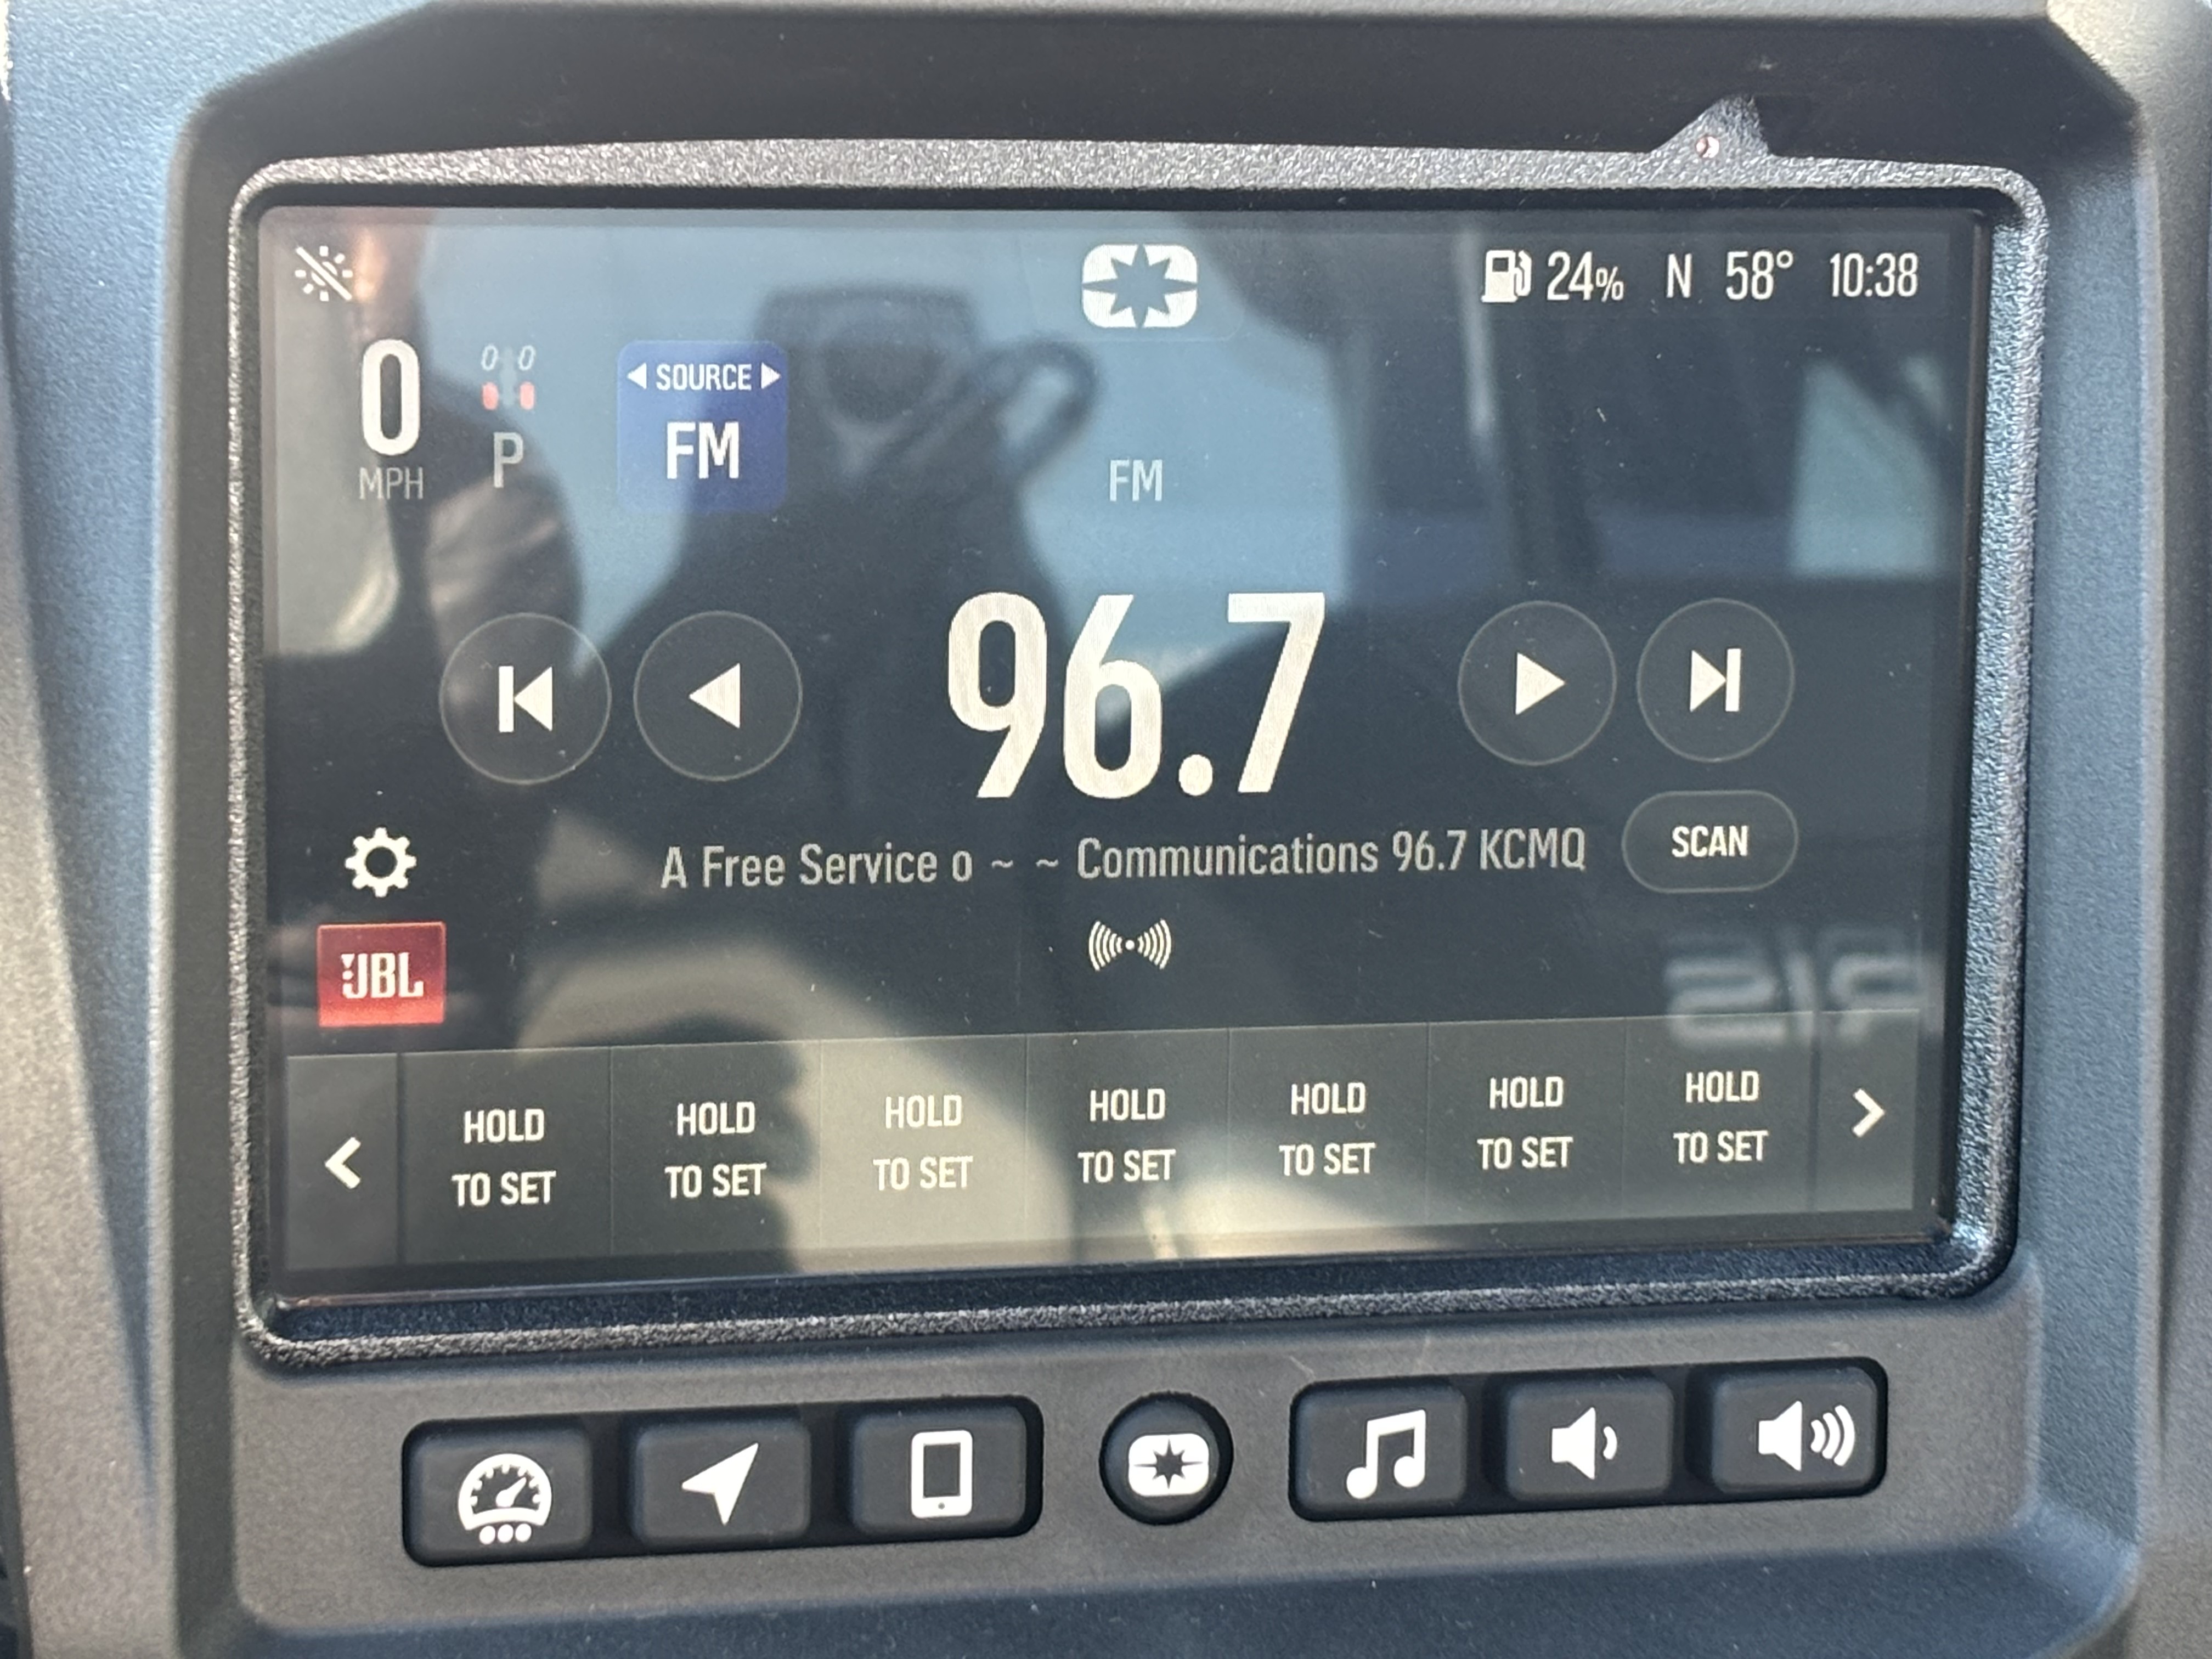 24% N 58° 10:38
0 MPH
0 0
P
SOURCE
FM
FM
96.7
A Free Service o ~ ~ Communications 96.7 KCMQ
SCAN
JBL
HOLD TO SET
HOLD TO SET
HOLD TO SET
HOLD TO SET
HOLD TO SET
HOLD TO SET
HOLD TO SET